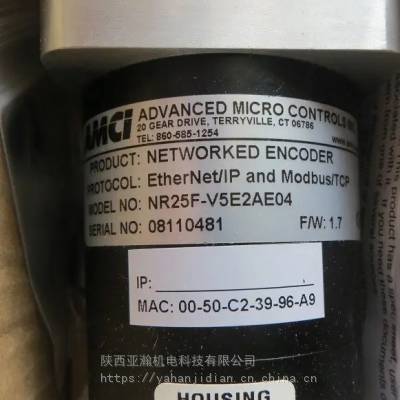 AMCI ADVANCED MICRO CONTROLS
20 GEAR DRIVE, TERRYVILLE, CT 06786
TEL: 860-585-1254
PRODUCT: NETWORKED ENCODER
PROTOCOL: EtherNet/IP and Modbus/TCP
MODEL NO: NR25F-V5E2AE04
SERIAL NO: 08110481 F/W: 1.7
IP:
MAC: 00-50-C2-39-96-A9
陕西亚瀚机电科技有限公司
https://yahanjidian.cn.china.cn
HOUSING